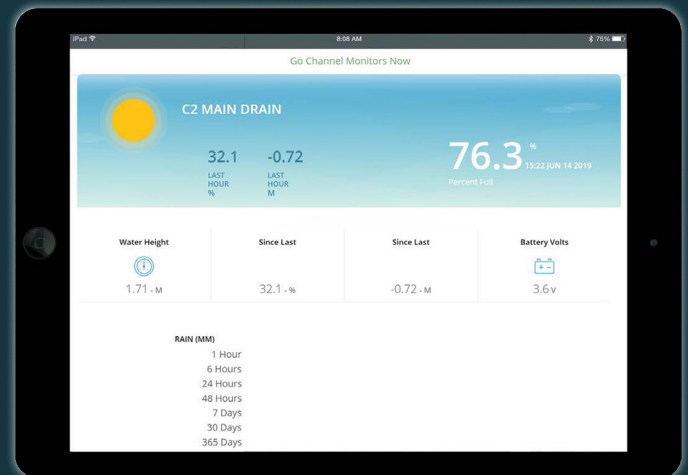 iPad
8:08 AM
75%
Go Channel Monitors Now
C2 MAIN DRAIN
32.1
LAST
HOUR
%
-0.72
LAST
HOUR
M
76.3 %
15:22 JUN 14 2019
Percent Full
Water Height
1.71 - M
Since Last
32.1 - %
Since Last
-0.72 - M
Battery Volts
3.6 V
RAIN (MM)
1 Hour
6 Hours
24 Hours
48 Hours
7 Days
30 Days
365 Days